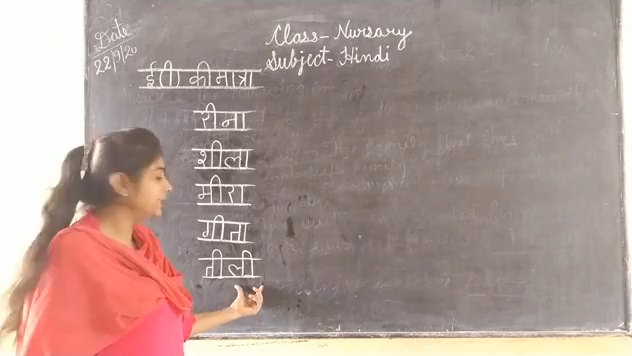 Date
22/9/20
Class- Nursary
Subject- Hindi
ई(ी) की मात्रा
रीना
शीला
मीरा
गीता
तीली